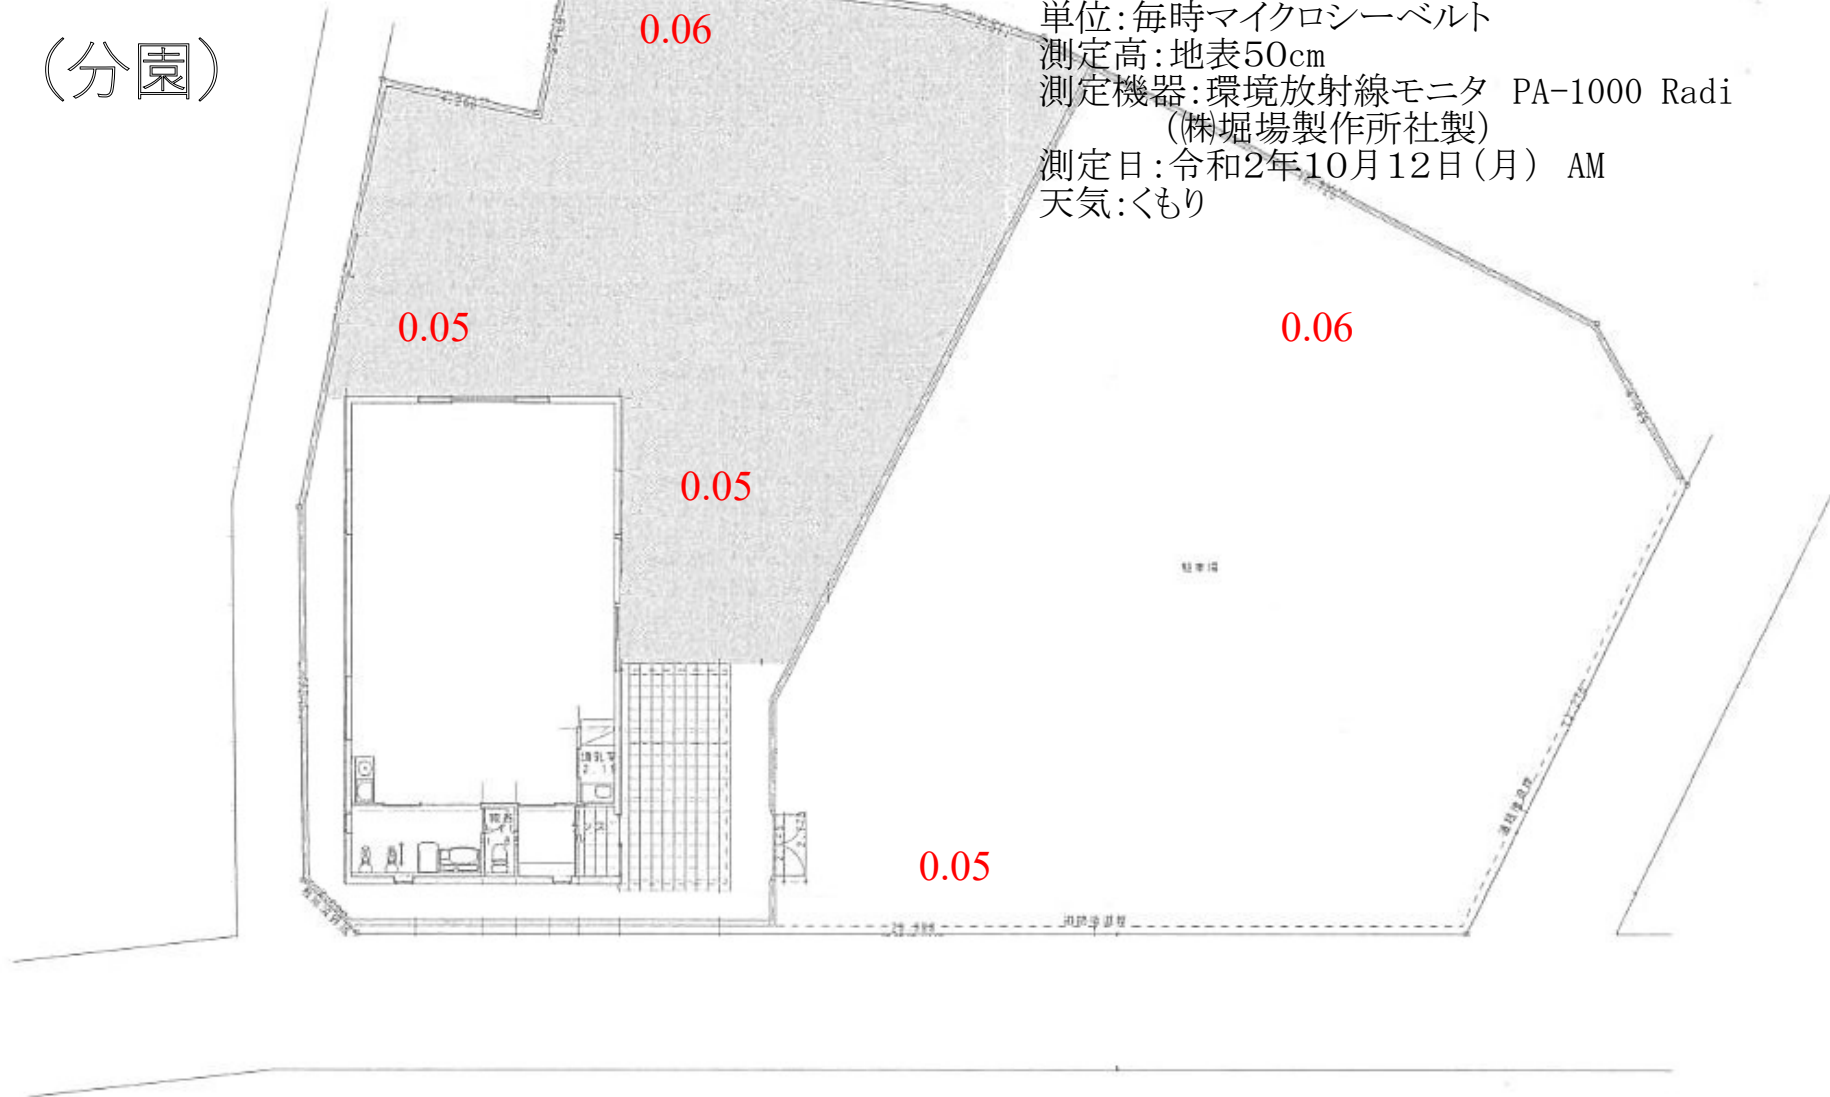 (分園)
単位:毎時マイクロシーベルト
測定高:地表50cm
測定機器:環境放射線モニタ PA-1000 Radi
(㈱堀場製作所社製)
測定日:令和2年10月12日(月) AM
天気:くもり
0.06
0.05
0.06
0.05
駐車場
0.05